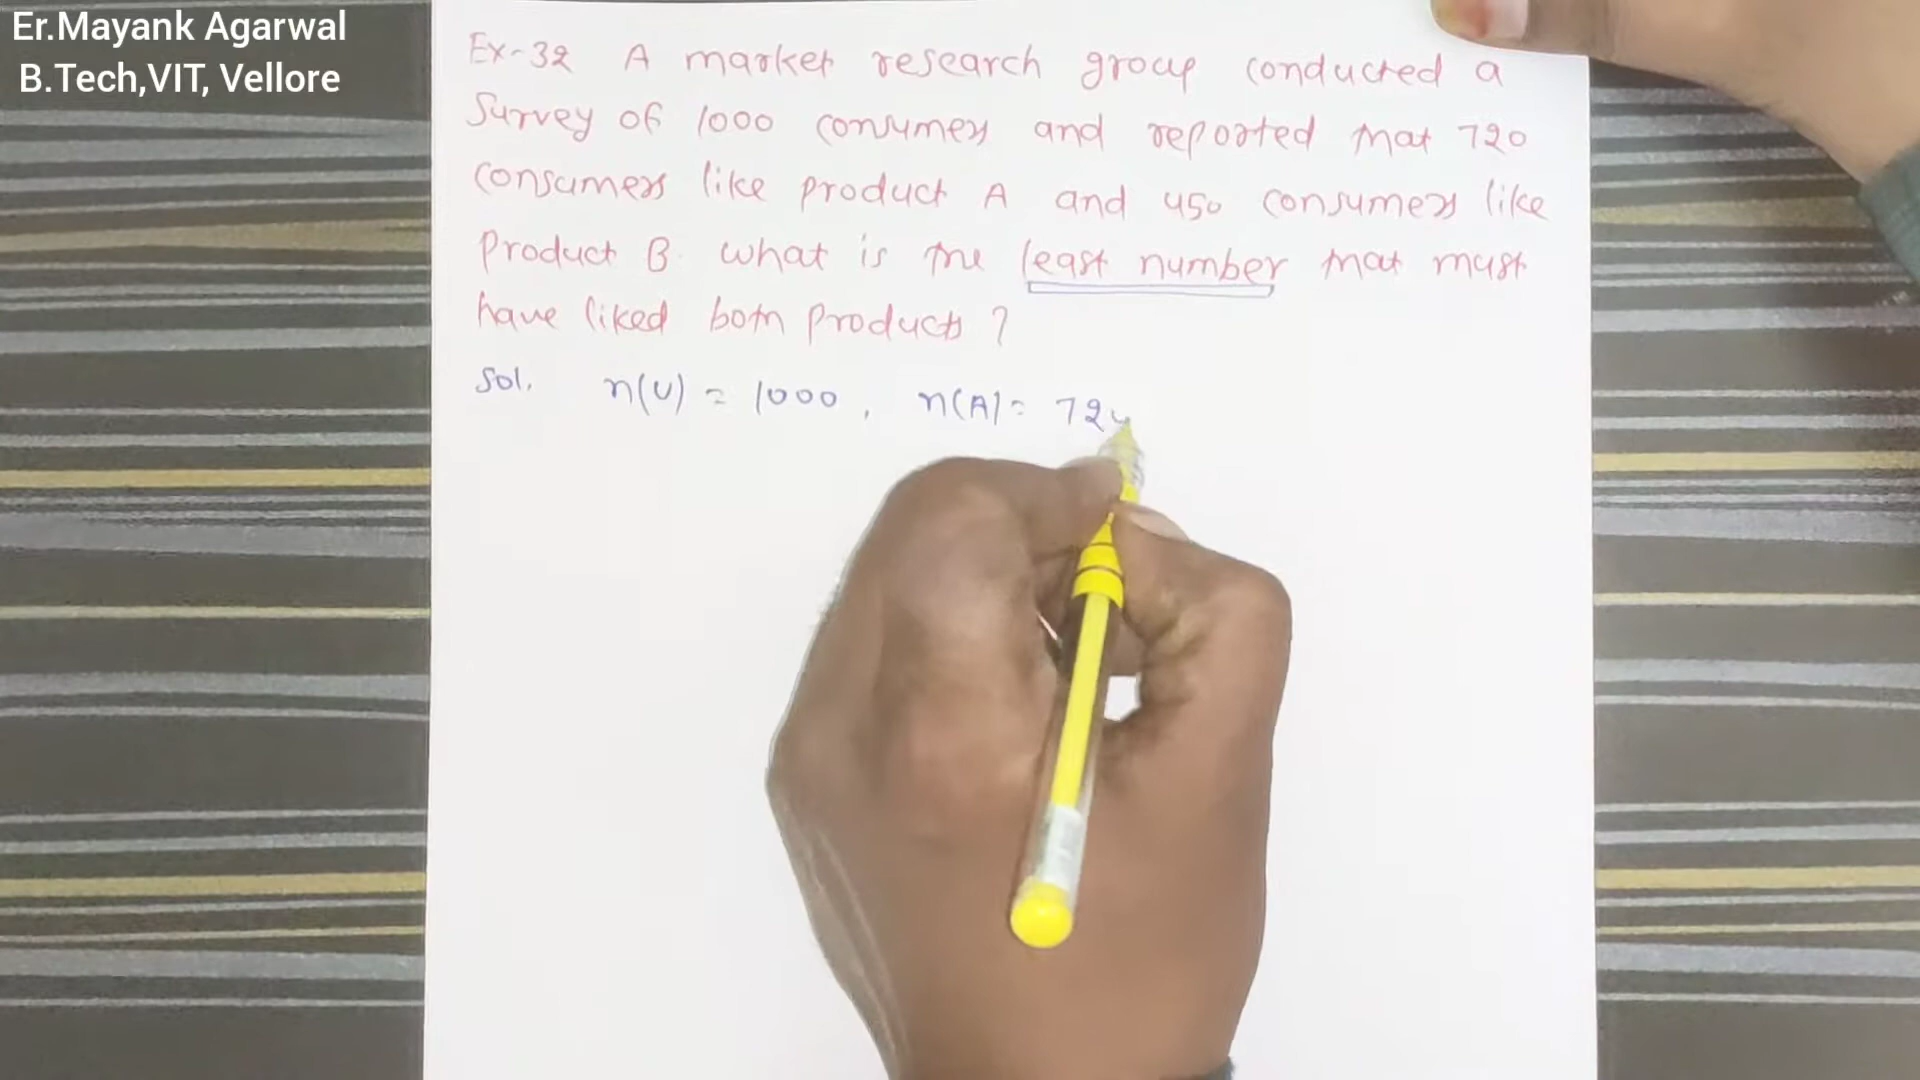 Er.Mayank Agarwal
B.Tech,VIT, Vellore
Ex-32 A market research group conducted a
Survey of 1000 consumers and reported that 720
consumers like product A and 450 consumers like
Product B. what is the least number that must
have liked both products ?
Sol. n(U) = 1000, n(A) = 720